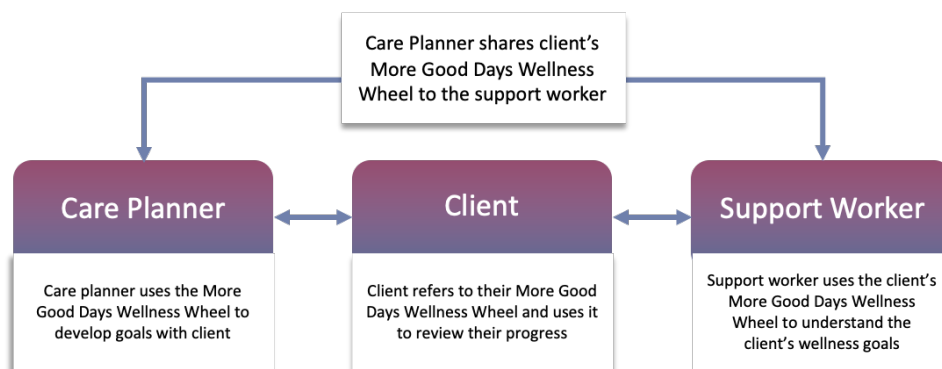 Care Planner shares client’s
More Good Days Wellness
Wheel to the support worker
Care Planner
Client
Support Worker
Care planner uses the More
Good Days Wellness Wheel to
develop goals with client
Client refers to their More Good
Days Wellness Wheel and uses it
to review their progress
Support worker uses the client’s
More Good Days Wellness
Wheel to understand the
client’s wellness goals